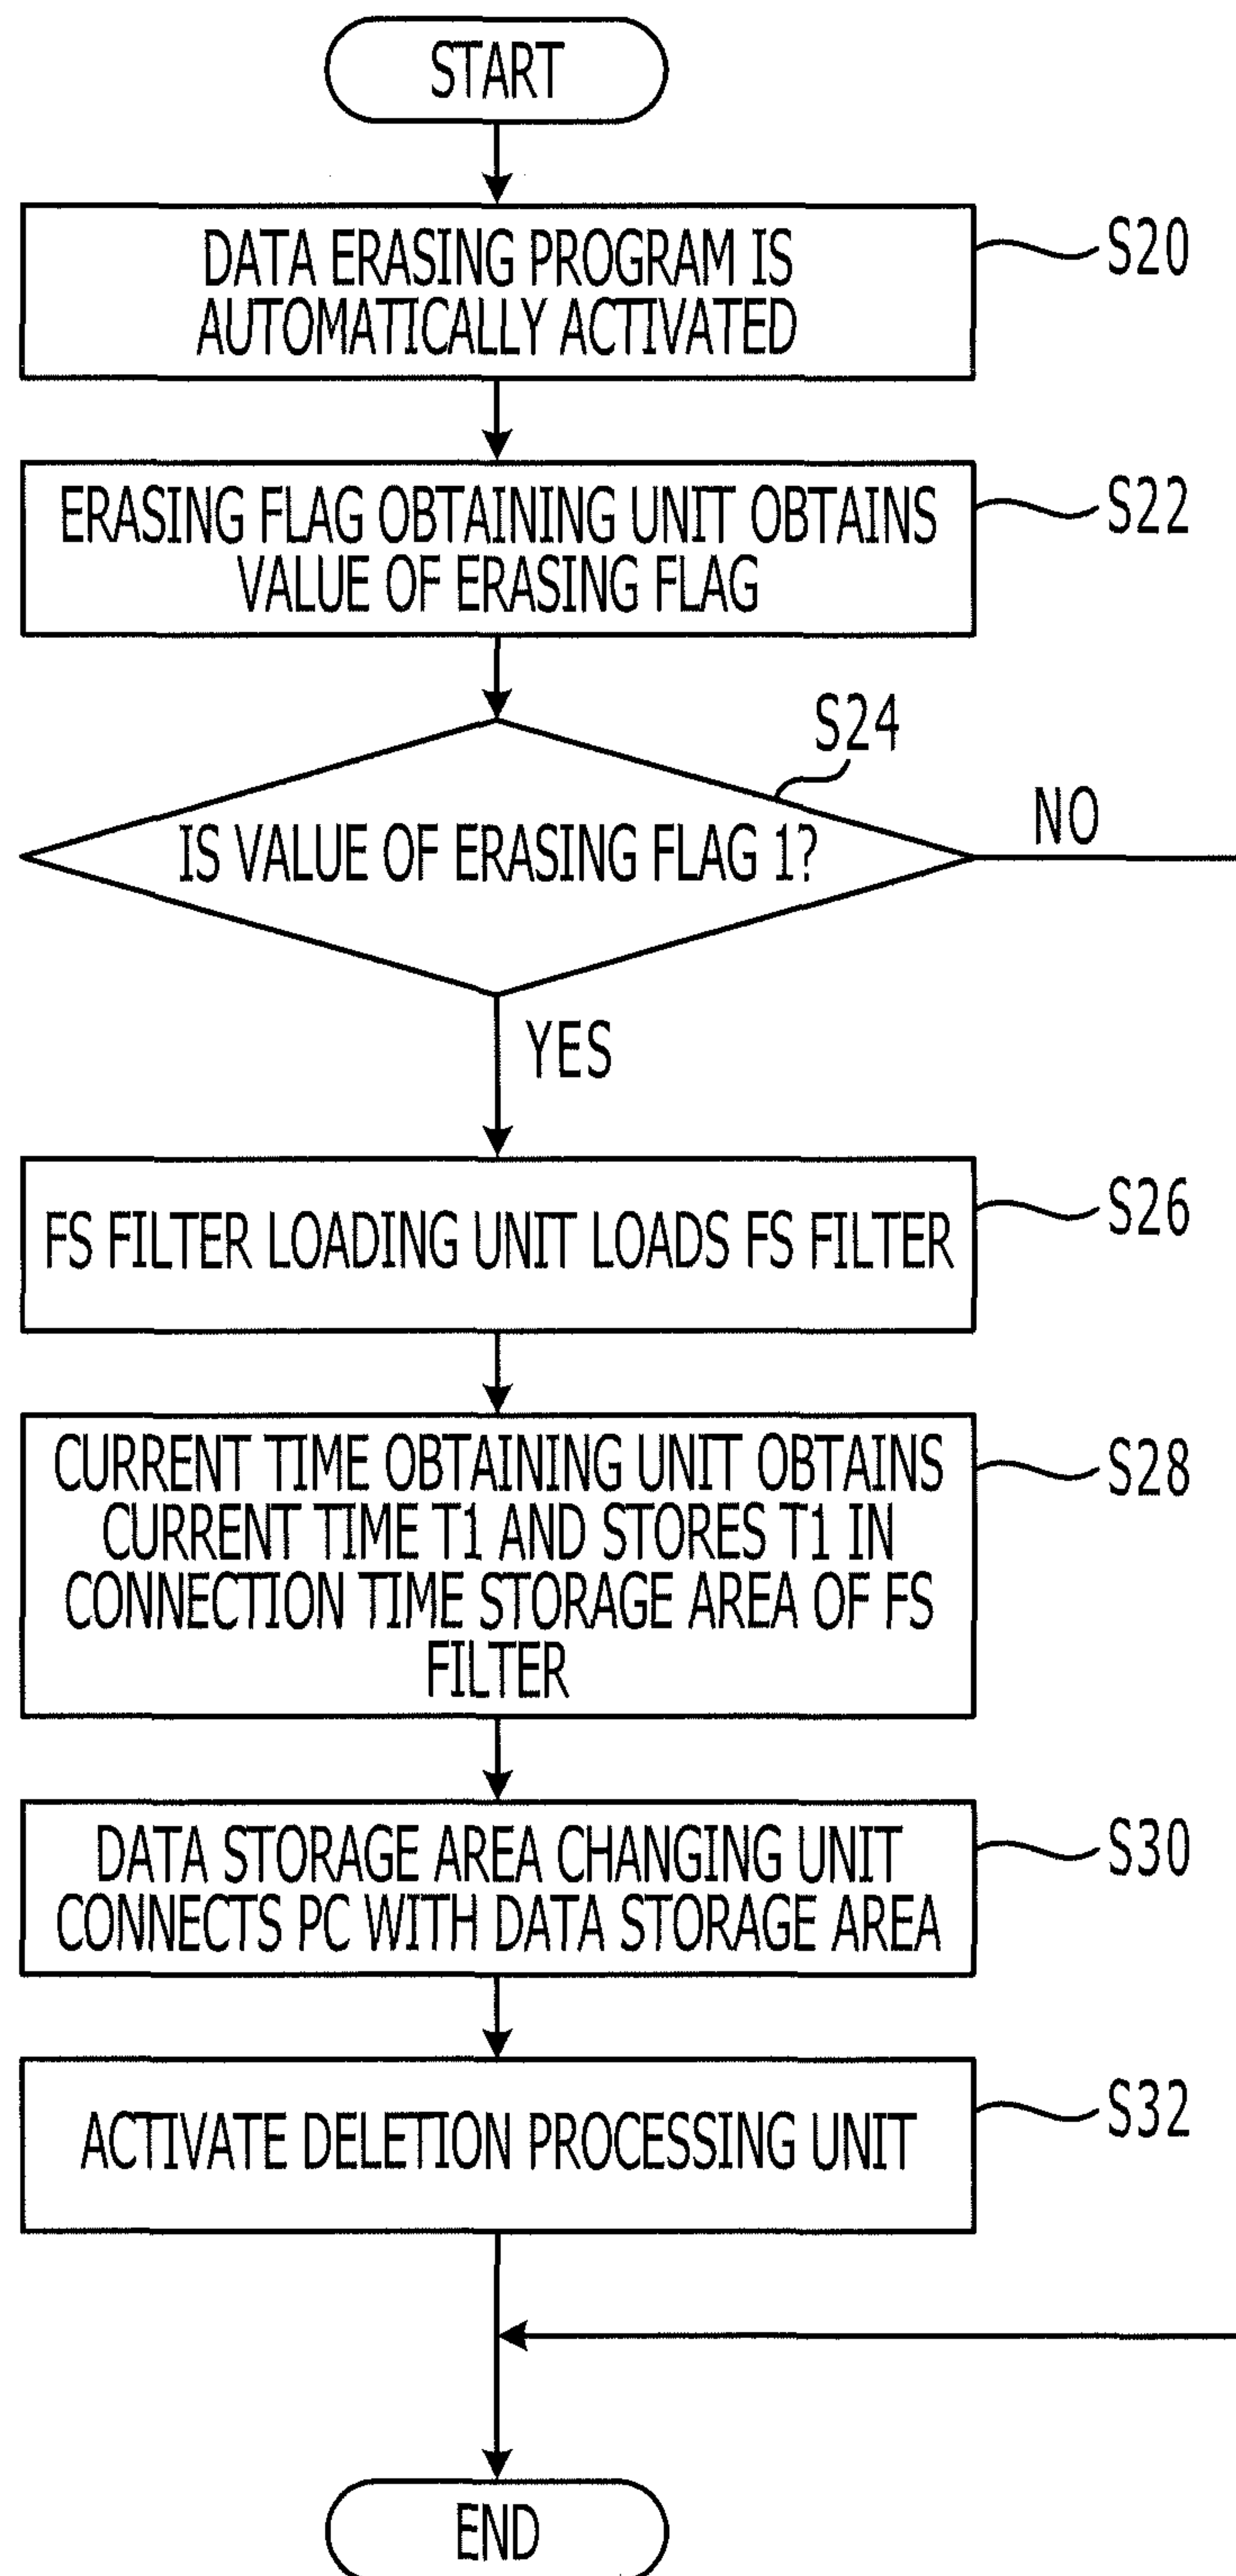 START
DATA ERASING PROGRAM IS
AUTOMATICALLY ACTIVATED
S20
ERASING FLAG OBTAINING UNIT OBTAINS
VALUE OF ERASING FLAG
S22
S24
IS VALUE OF ERASING FLAG 1?
NO
YES
FS FILTER LOADING UNIT LOADS FS FILTER
S26
CURRENT TIME OBTAINING UNIT OBTAINS
CURRENT TIME T1 AND STORES T1 IN
CONNECTION TIME STORAGE AREA OF FS
FILTER
S28
DATA STORAGE AREA CHANGING UNIT
CONNECTS PC WITH DATA STORAGE AREA
S30
ACTIVATE DELETION PROCESSING UNIT
S32
END